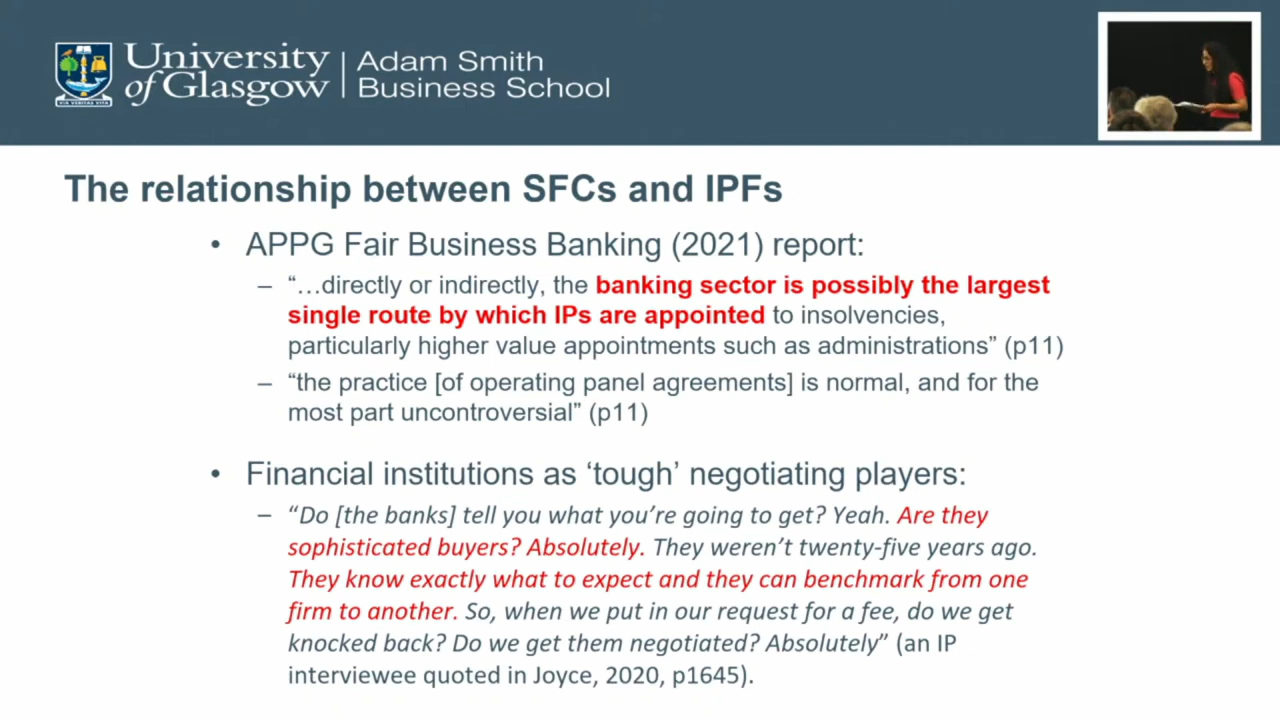 University of Glasgow
Adam Smith Business School
VIA VERITAS VITA
The relationship between SFCs and IPFs
• APPG Fair Business Banking (2021) report:
– “…directly or indirectly, the banking sector is possibly the largest
single route by which IPs are appointed to insolvencies,
particularly higher value appointments such as administrations” (p11)
– “the practice [of operating panel agreements] is normal, and for the
most part uncontroversial” (p11)
• Financial institutions as ‘tough’ negotiating players:
– “Do [the banks] tell you what you’re going to get? Yeah. Are they
sophisticated buyers? Absolutely. They weren’t twenty-five years ago.
They know exactly what to expect and they can benchmark from one
firm to another. So, when we put in our request for a fee, do we get
knocked back? Do we get them negotiated? Absolutely” (an IP
interviewee quoted in Joyce, 2020, p1645).